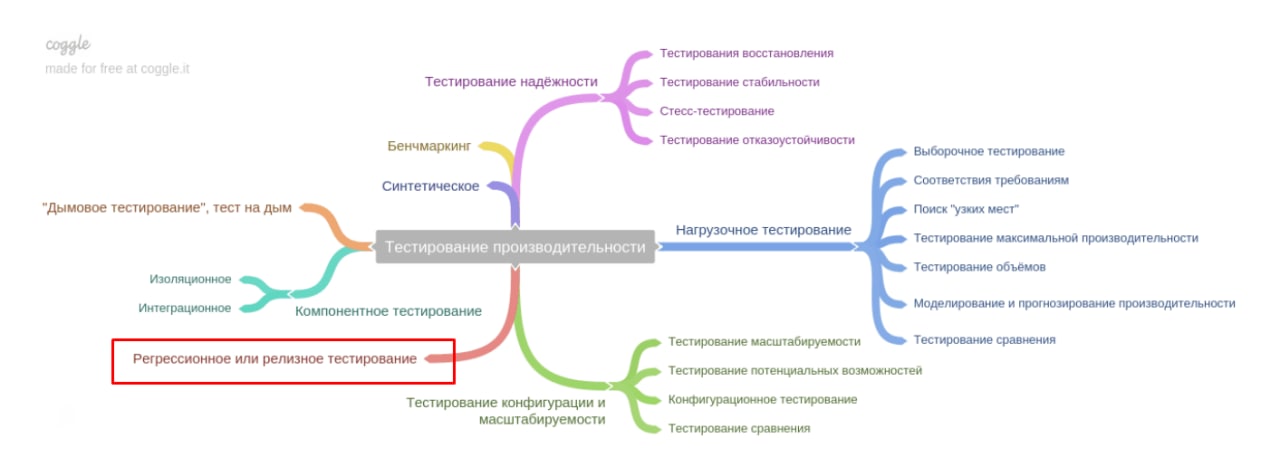 coggle
made for free at coggle.it
Тестирование надёжности
Тестирования восстановления
Тестирование стабильности
Стесс-тестирование
Тестирование отказоустойчивости
Бенчмаркинг
Синтетическое
"Дымовое тестирование", тест на дым
Тестирование производительности
Нагрузочное тестирование
Выборочное тестирование
Соответствия требованиям
Поиск "узких мест"
Тестирование максимальной производительности
Тестирование объёмов
Моделирование и прогнозирование производительности
Тестирование сравнения
Изоляционное
Интеграционное
Компонентное тестирование
Регрессионное или релизное тестирование
Тестирование конфигурации и
масштабируемости
Тестирование масштабируемости
Тестирование потенциальных возможностей
Конфигурационное тестирование
Тестирование сравнения